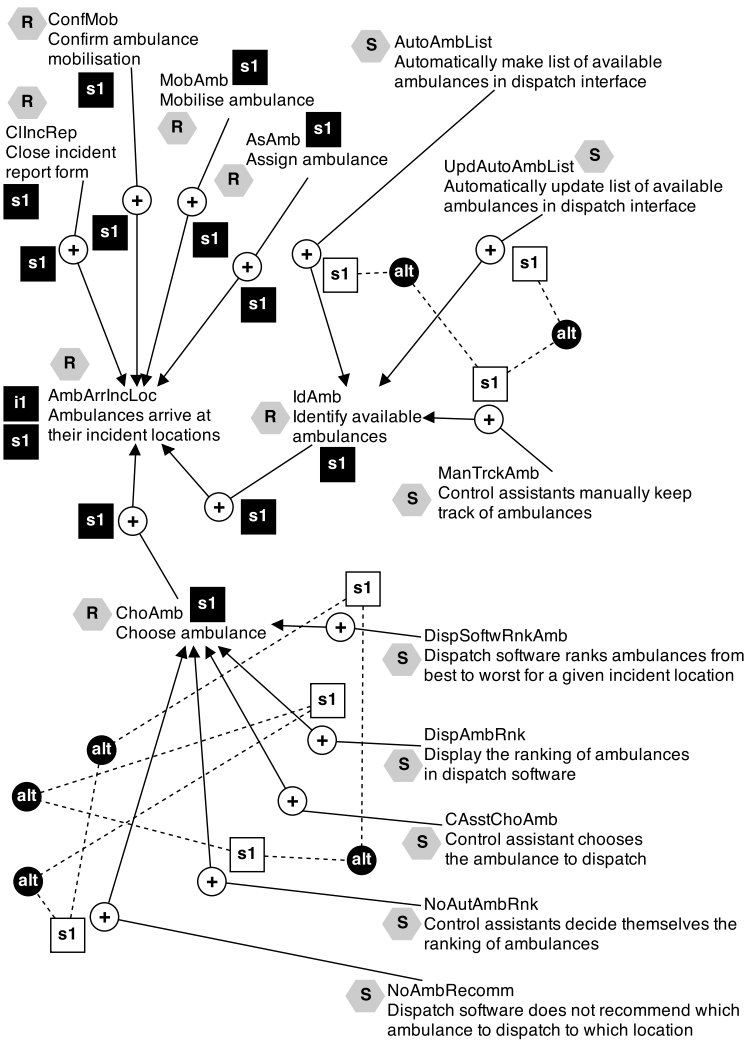 R
ConfMob
Confirm ambulance
mobilisation
s1
MobAmb
s1
Mobilise ambulance
R
S
AutoAmbList
Automatically make list of available
ambulances in dispatch interface
R
ClIncRep
Close incident
report form
s1
AsAmb
s1
Assign ambulance
R
UpdAutoAmbList
S
Automatically update list of available
ambulances in dispatch interface
+
+
s1
s1
+
s1
+
s1
+
s1
alt
+
s1
alt
s1
R
AmbArrIncLoc
Ambulances arrive at
their incident locations
i1
s1
R
IdAmb
Identify available
ambulances
s1
+
ManTrckAmb
S
Control assistants manually keep
track of ambulances
s1
+
+
s1
s1
R
ChoAmb
s1
Choose ambulance
+
DispSoftwRnkAmb
S
Dispatch software ranks ambulances from
best to worst for a given incident location
s1
alt
+
DispAmbRnk
S
Display the ranking of ambulances
in dispatch software
alt
+
CAsstChoAmb
S
Control assistant chooses
the ambulance to dispatch
s1
alt
alt
+
NoAutAmbRnk
S
Control assistants decide themselves the
ranking of ambulances
s1
+
S
NoAmbRecomm
Dispatch software does not recommend which
ambulance to dispatch to which location